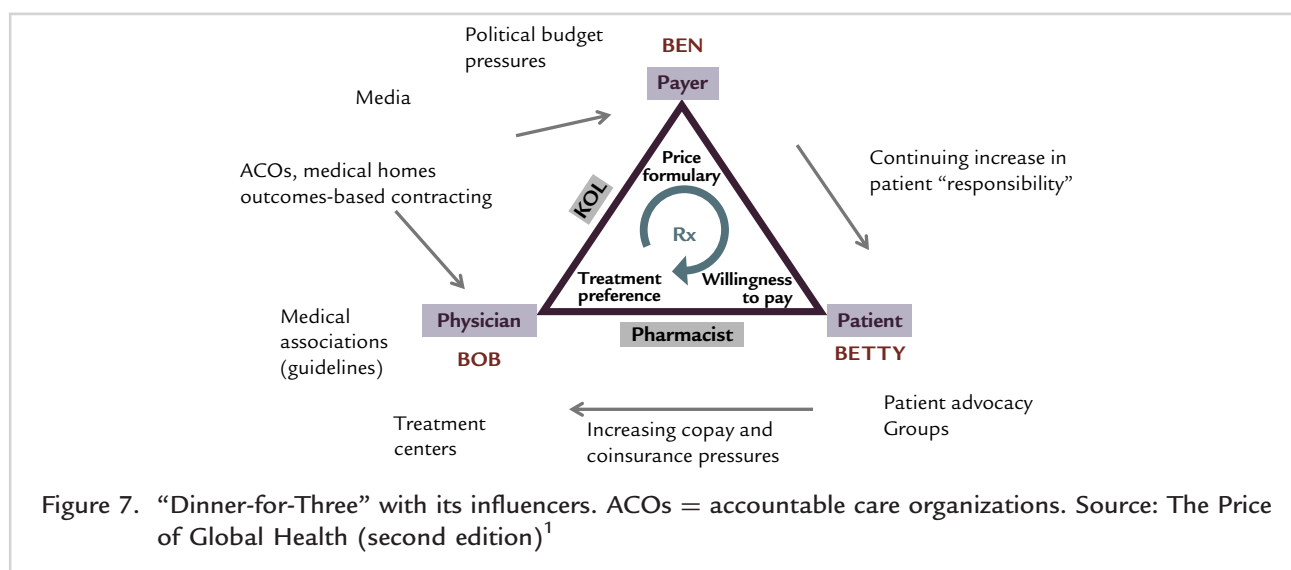 Political budget
pressures
BEN
Payer
Media
ACOs, medical homes
outcomes-based contracting
Continuing increase in
patient “responsibility”
Price
formulary
KOL
Rx
Treatment
preference
Willingness
to pay
Medical
associations
(guidelines)
Physician
BOB
Pharmacist
Patient
BETTY
Treatment
centers
Increasing copay and
coinsurance pressures
Patient advocacy
Groups
Figure 7. “Dinner-for-Three” with its influencers. ACOs = accountable care organizations. Source: The Price
of Global Health (second edition)1